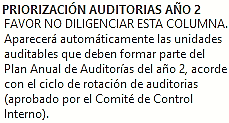 PRIORIZACIÓN AUDITORIAS AÑO 2
FAVOR NO DILIGENCIAR ESTA COLUMNA.
Aparecerá automáticamente las unidades
auditables que deben formar parte del
Plan Anual de Auditorías del año 2, acorde
con el ciclo de rotación de auditorias
(aprobado por el Comité de Control
Interno).